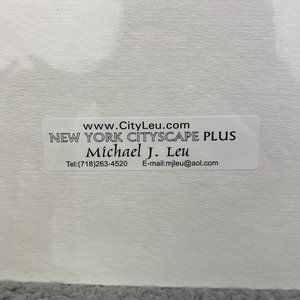 www.CityLeu.com
NEW YORK CITYSCAPE PLUS
Michael J. Leu
Tel:(718)263-4520 E-mail:mjleu@aol.com